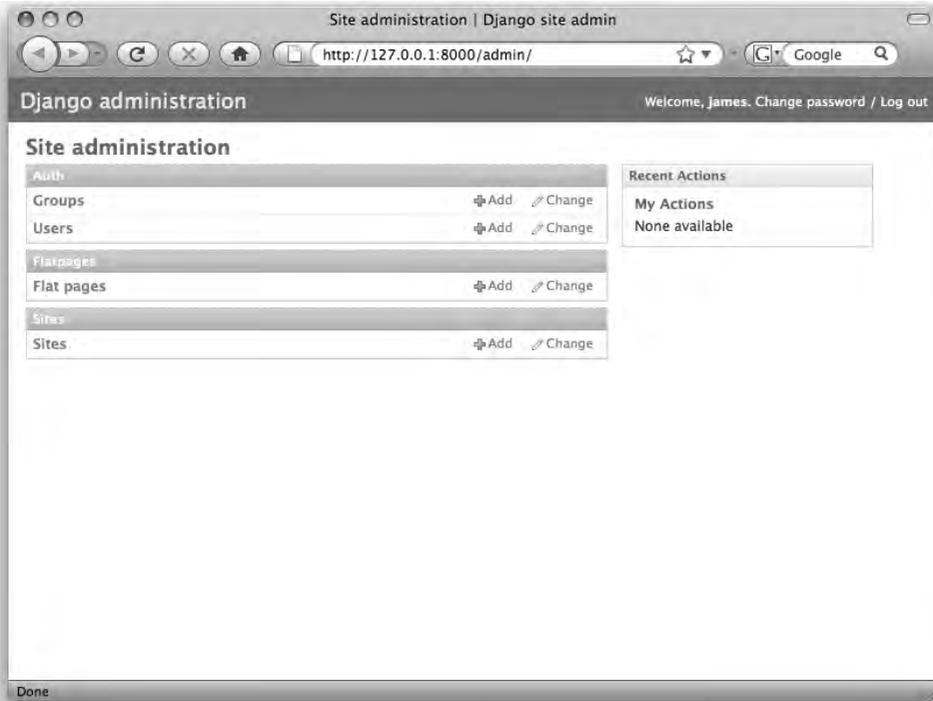 Site administration | Django site admin
http://127.0.0.1:8000/admin/
G Google
Django administration
Welcome, james. Change password / Log out
Site administration
Auth
Groups Add Change
Users Add Change
Flatpages
Flat pages Add Change
Sites
Sites Add Change
Recent Actions
My Actions
None available
Done